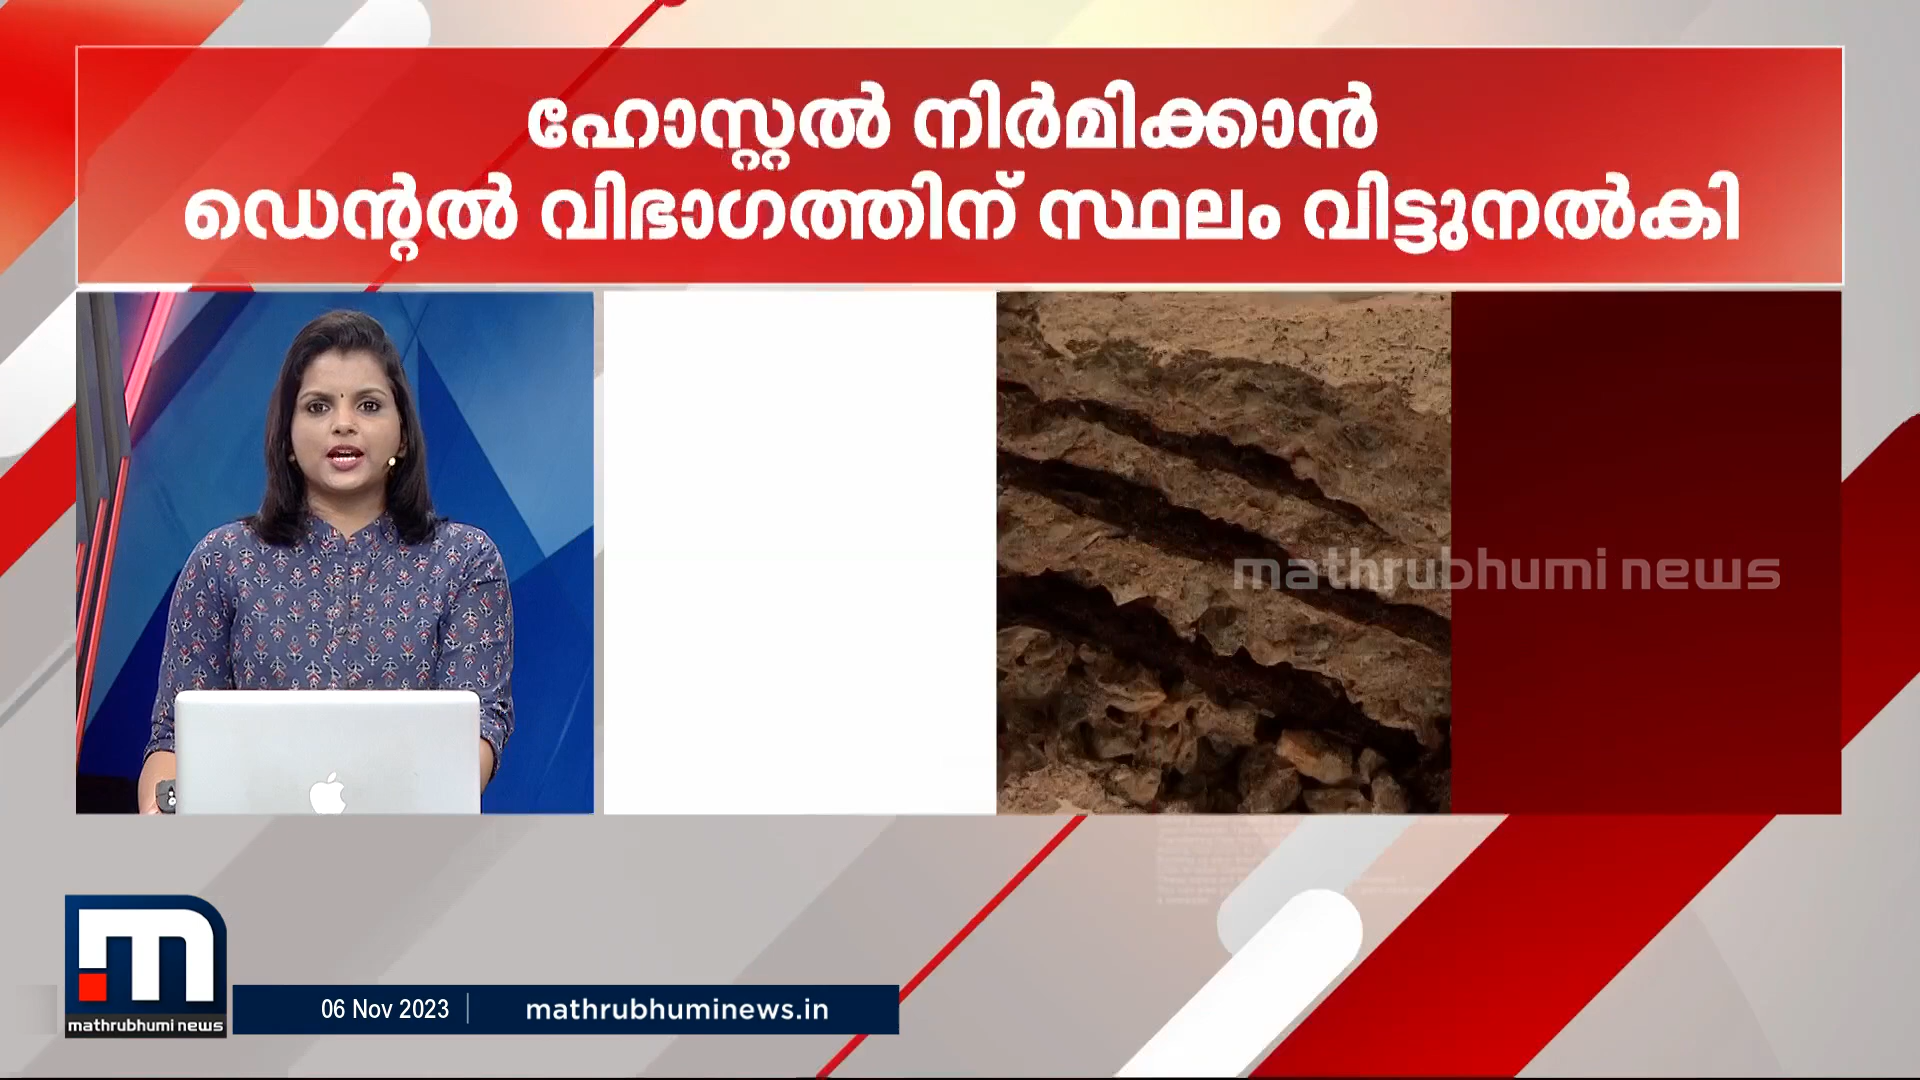 ഹോസ്റ്റൽ നിർമിക്കാൻ
ഡെന്റൽ വിഭാഗത്തിന് സ്ഥലം വിട്ടുനൽകി
mathrubhumi news
mathrubhumi news
06 Nov 2023
mathrubhuminews.in